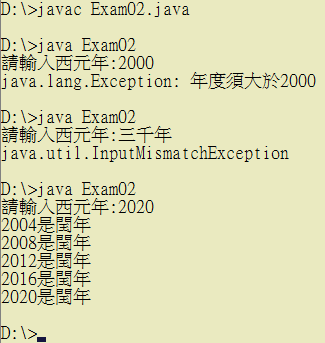 D:\>javac Exam02.java
D:\>java Exam02
請輸入西元年:2000
java.lang.Exception: 年度須大於2000
D:\>java Exam02
請輸入西元年:三千年
java.util.InputMismatchException
D:\>java Exam02
請輸入西元年:2020
2004是閏年
2008是閏年
2012是閏年
2016是閏年
2020是閏年
D:\>